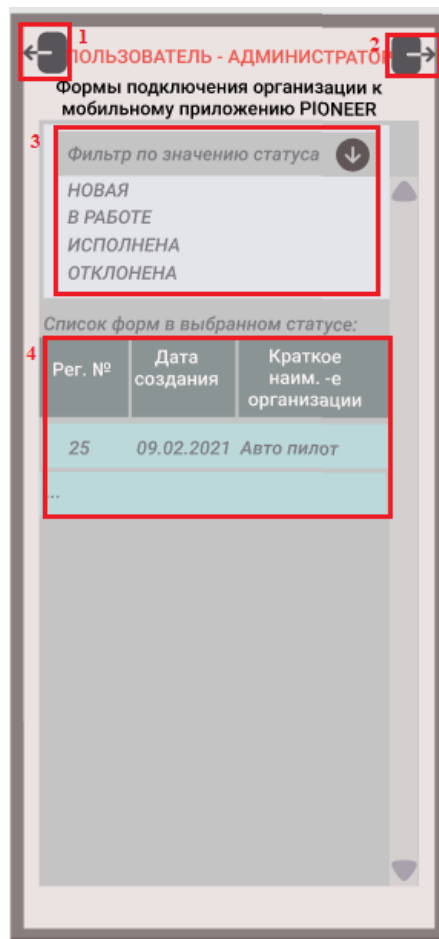 1
2
ПОЛЬЗОВАТЕЛЬ - АДМИНИСТРАТОР
Формы подключения организации к
мобильному приложению PIONEER
3
Фильтр по значению статуса
НОВАЯ
В РАБОТЕ
ИСПОЛНЕНА
ОТКЛОНЕНА
Список форм в выбранном статусе:
4
Рег. № Дата создания Краткое наим. -е организации
25 09.02.2021 Авто пилот
...